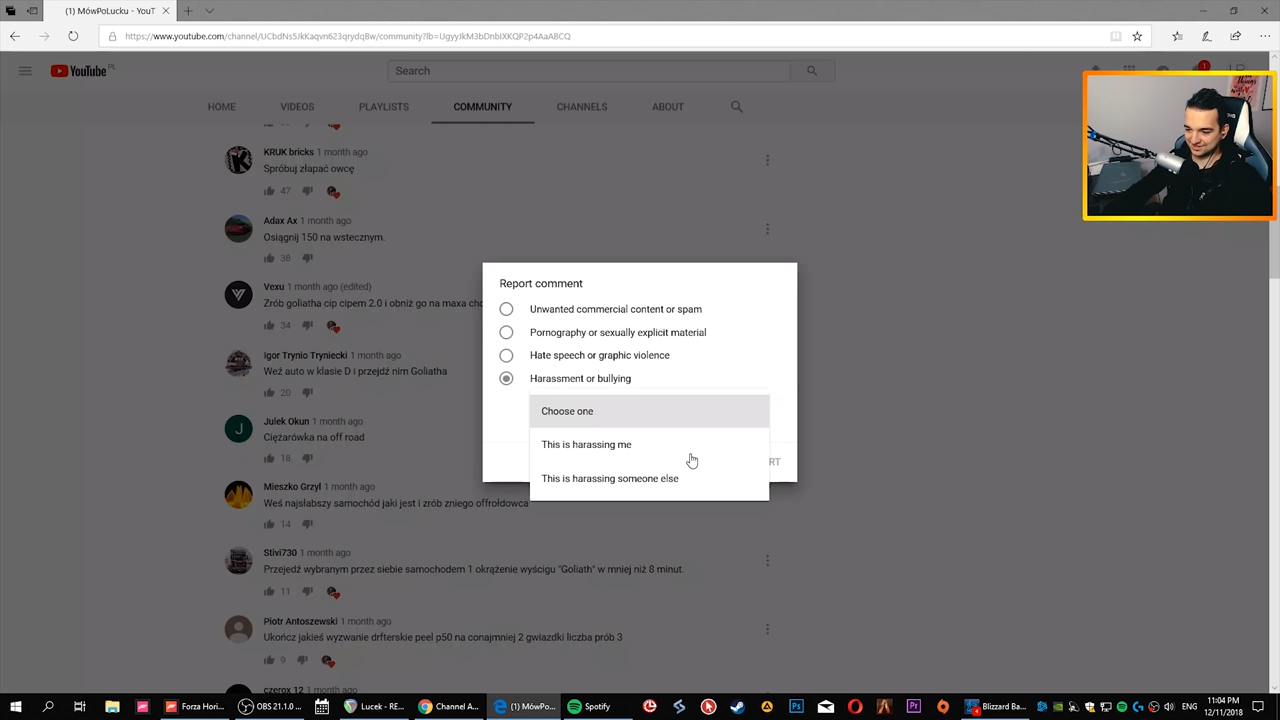 (1) MówPoLucku - YouT
https://www.youtube.com/channel/UCbdNs5JkKaqvn623qrydqBw/community?lb=UgyyJkM3bDnbIXKQP2p4AaABCQ
YouTube PL
Search
1
HOME
VIDEOS
PLAYLISTS
COMMUNITY
CHANNELS
ABOUT
KRUK bricks 1 month ago
Spróbuj złapać owcę
47
Adax Ax 1 month ago
Osiągnij 150 na wstecznym.
38
Vexu 1 month ago (edited)
Zrób goliatha cip cipem 2.0 i obniż go na maxa
34
Igor Trynio Tryniecki 1 month ago
Weź auto w klasie D i przejdź nim Goliatha
20
Julek Okun 1 month ago
Ciężarówka na off road
18
Mieszko Grzyl 1 month ago
Weś najsłabszy samochód jaki jest i zrób zniego offrołdowca
14
Stivi730 1 month ago
Przejedź wybranym przez siebie samochodem 1 okrążenie wyścigu "Goliath" w mniej niż 8 minut.
11
Piotr Antoszewski 1 month ago
Ukończ jakieś wyzwanie drfterskie peel p50 na conajmniej 2 gwiazdki liczba prób 3
9
czerox 12 1 month ago
Report comment
Unwanted commercial content or spam
Pornography or sexually explicit material
Hate speech or graphic violence
Harassment or bullying
Choose one
This is harassing me
This is harassing someone else
RT
Forza Hori...
OBS 21.1.0 ...
Lucek - RE...
Channel A...
MówPo...
Spotify
Blizzard Ba...
11:04 PM
12/11/2018